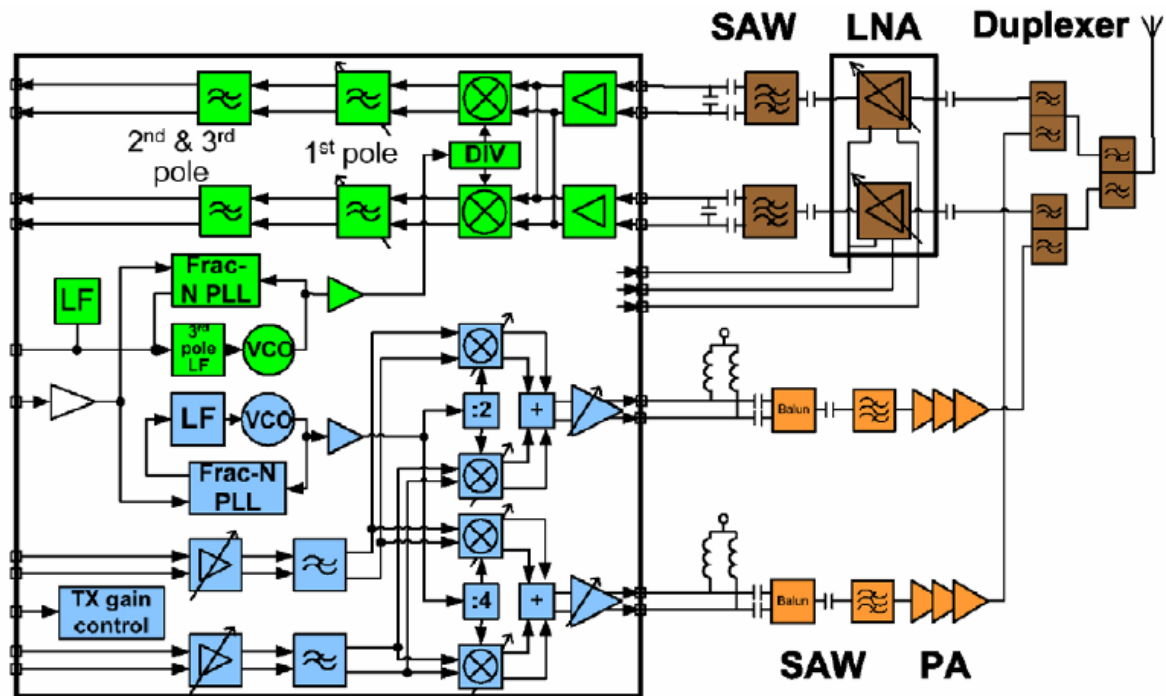 SAW LNA Duplexer
2nd & 3rd
pole
1st pole
DIV
LF
Frac-
N PLL
3rd
pole
LF
VCO
LF
VCO
Frac-N
PLL
:2
+
Balun
:4
+
Balun
TX gain
control
SAW PA